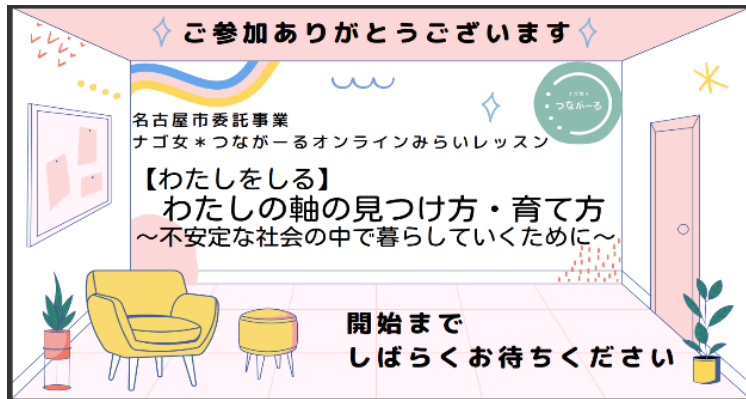 ご参加ありがとうございます
ナゴ女＊
つながーる
名古屋市委託事業
ナゴ女＊つながーるオンラインみらいレッスン
【わたしをしる】
わたしの軸の見つけ方・育て方
～不安定な社会の中で暮らしていくために～
開始まで
しばらくお待ちください